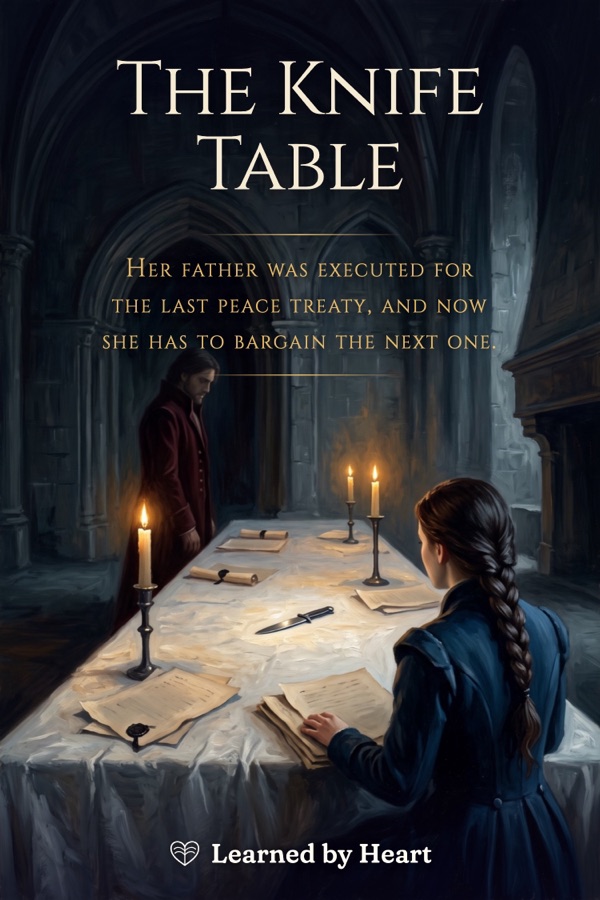 The Knife
Table
Her father was executed for
the last peace treaty, and now
she has to bargain the next one.
Learned by Heart